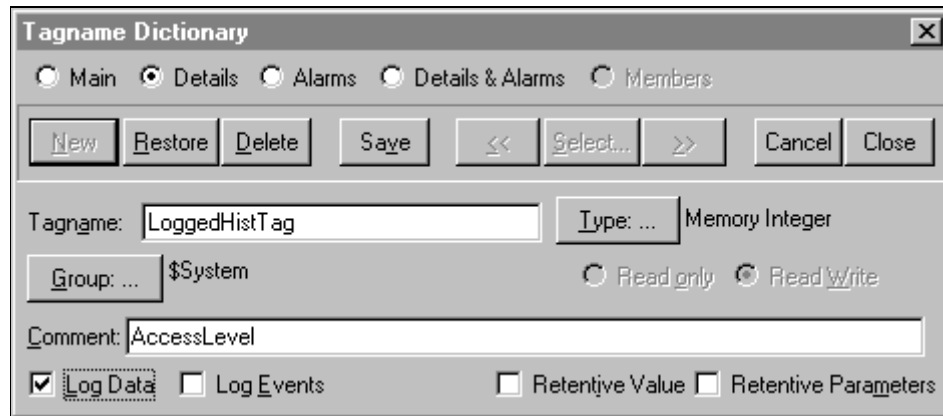 Tagname Dictionary
Main Details Alarms Details & Alarms Members
New Restore Delete Save << Select... >> Cancel Close
Tagname: LoggedHistTag Type: ... Memory Integer
Group: ... $System Read only Read Write
Comment: AccessLevel
Log Data Log Events Retentive Value Retentive Parameters